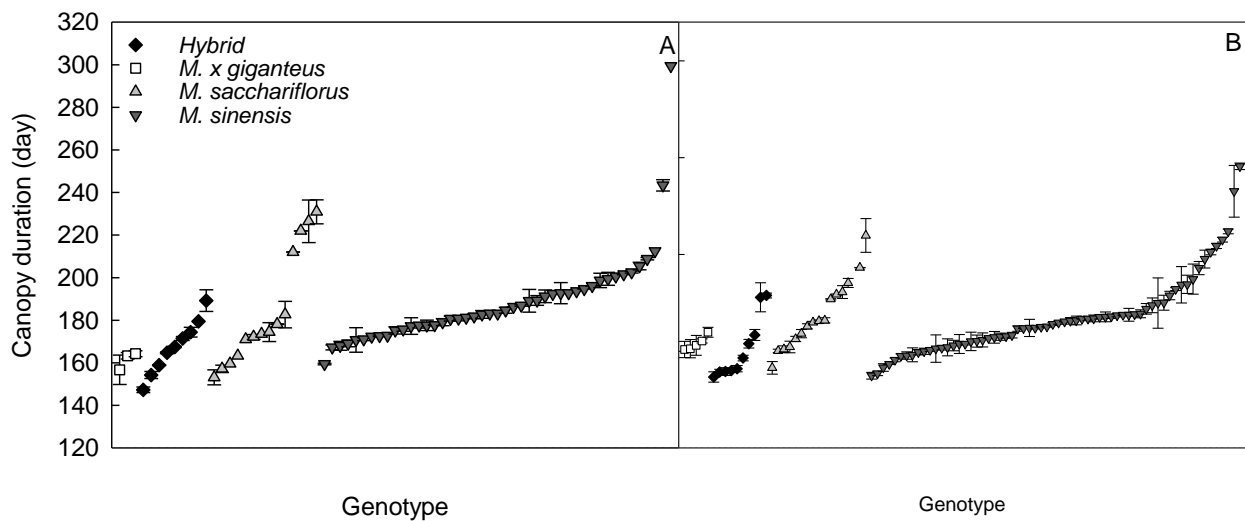 320
300
280
260
240
220
200
180
160
140
120
Canopy duration (day)
Hybrid
M. x giganteus
M. sacchariflorus
M. sinensis
A
B
Genotype
Genotype